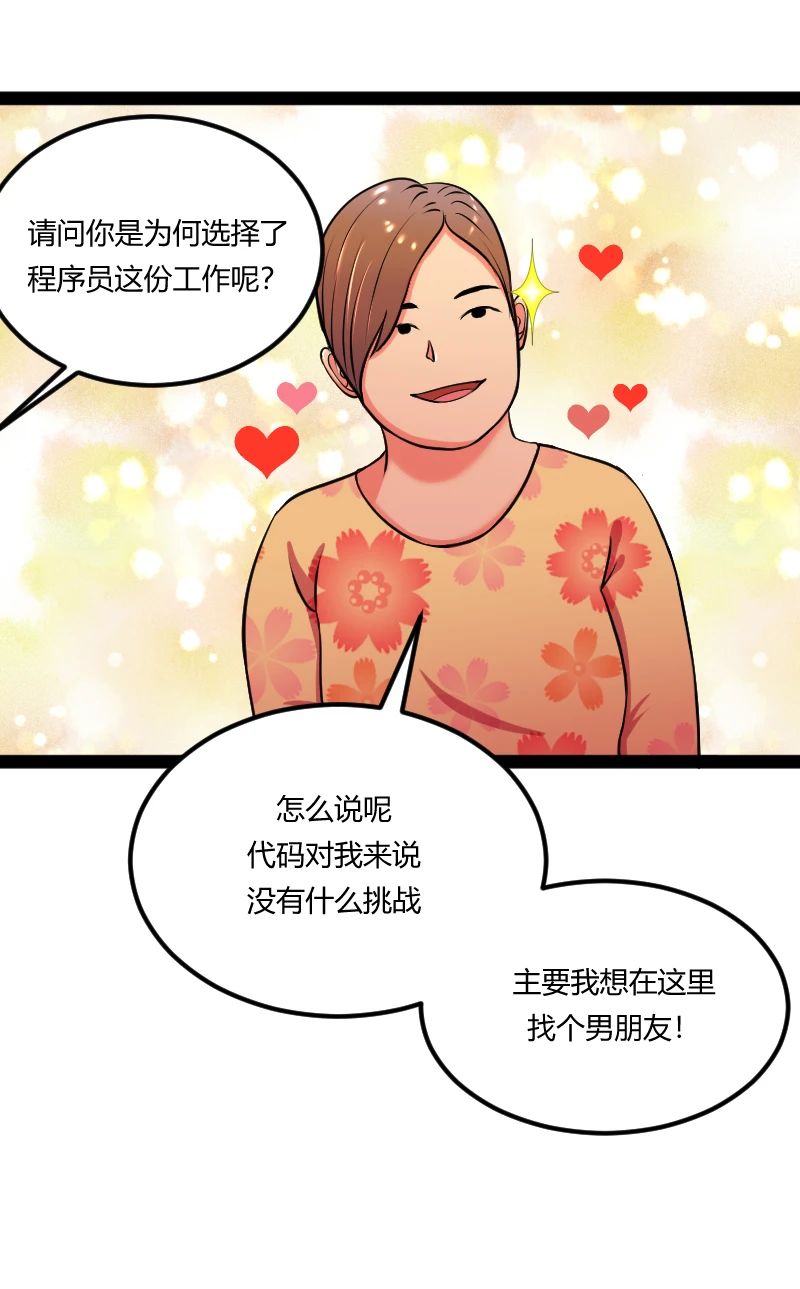 请问你是为何选择了
程序员这份工作呢?
怎么说呢
代码对我来说
没有什么挑战
主要我想在这里
找个男朋友!